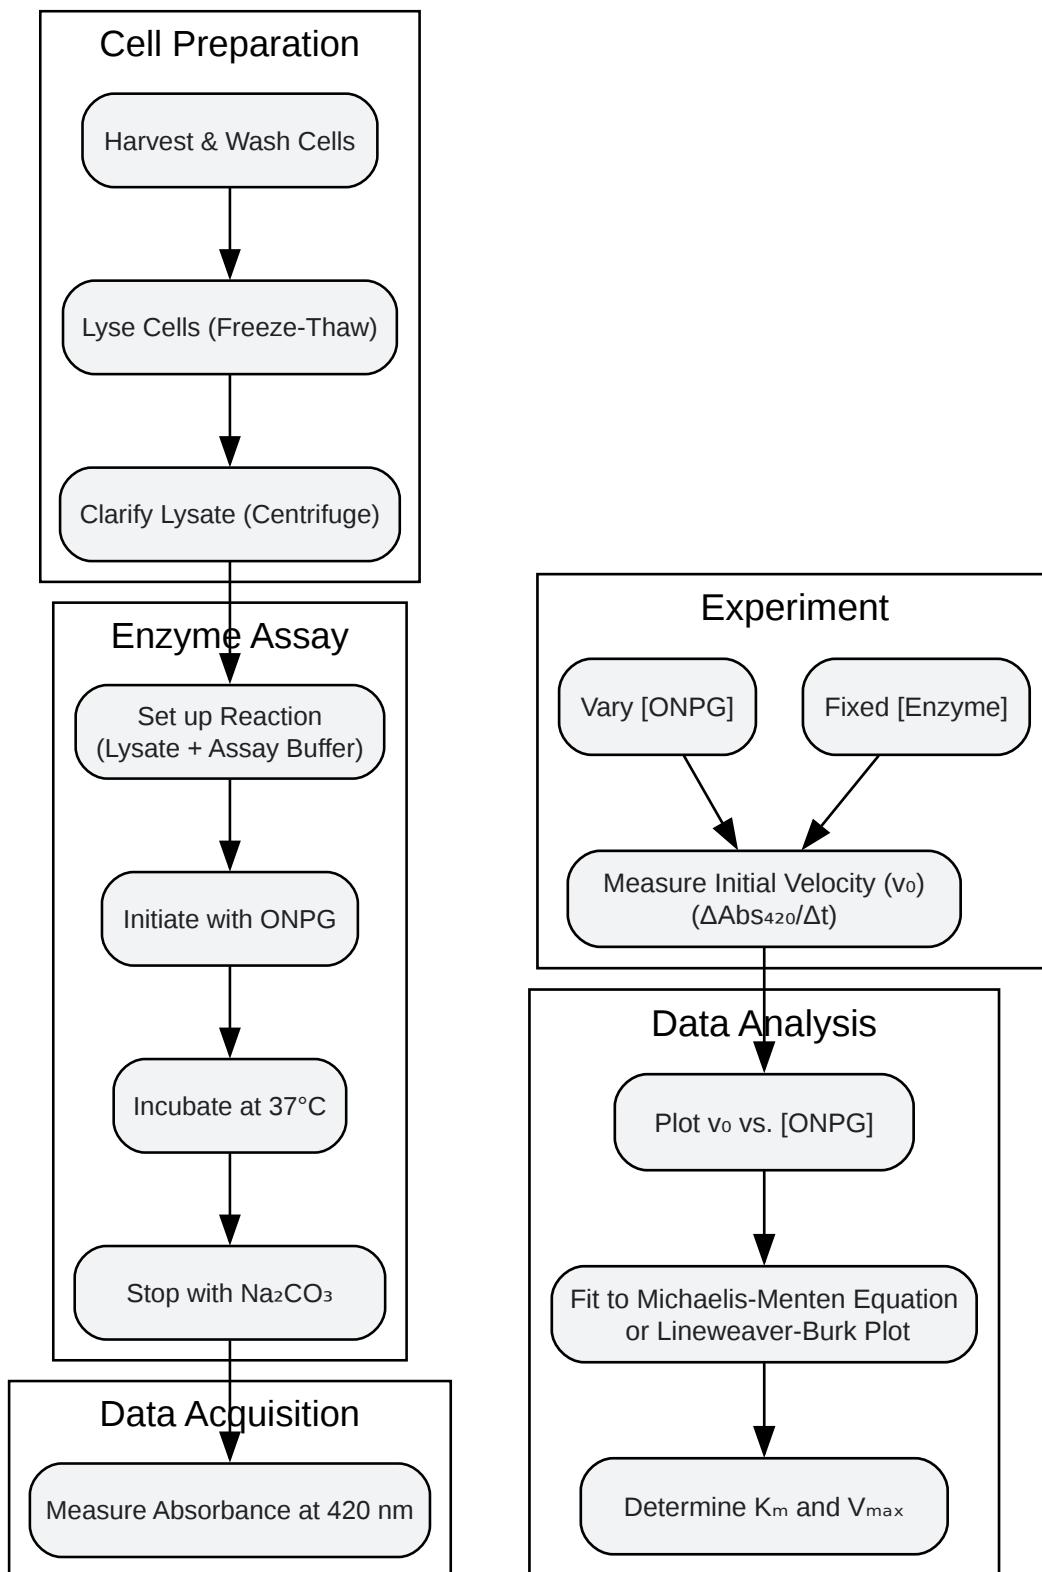 Cell Preparation
Harvest & Wash Cells
Lyse Cells (Freeze-Thaw)
Clarify Lysate (Centrifuge)
Enzyme Assay
Set up Reaction
(Lysate + Assay Buffer)
Initiate with ONPG
Incubate at 37°C
Stop with Na₂CO₃
Data Acquisition
Measure Absorbance at 420 nm
Experiment
Vary [ONPG]
Fixed [Enzyme]
Measure Initial Velocity (v₀)
(ΔAbs₄₂₀/Δt)
Data Analysis
Plot v₀ vs. [ONPG]
Fit to Michaelis-Menten Equation
or Lineweaver-Burk Plot
Determine Kₘ and Vₘₐₓ